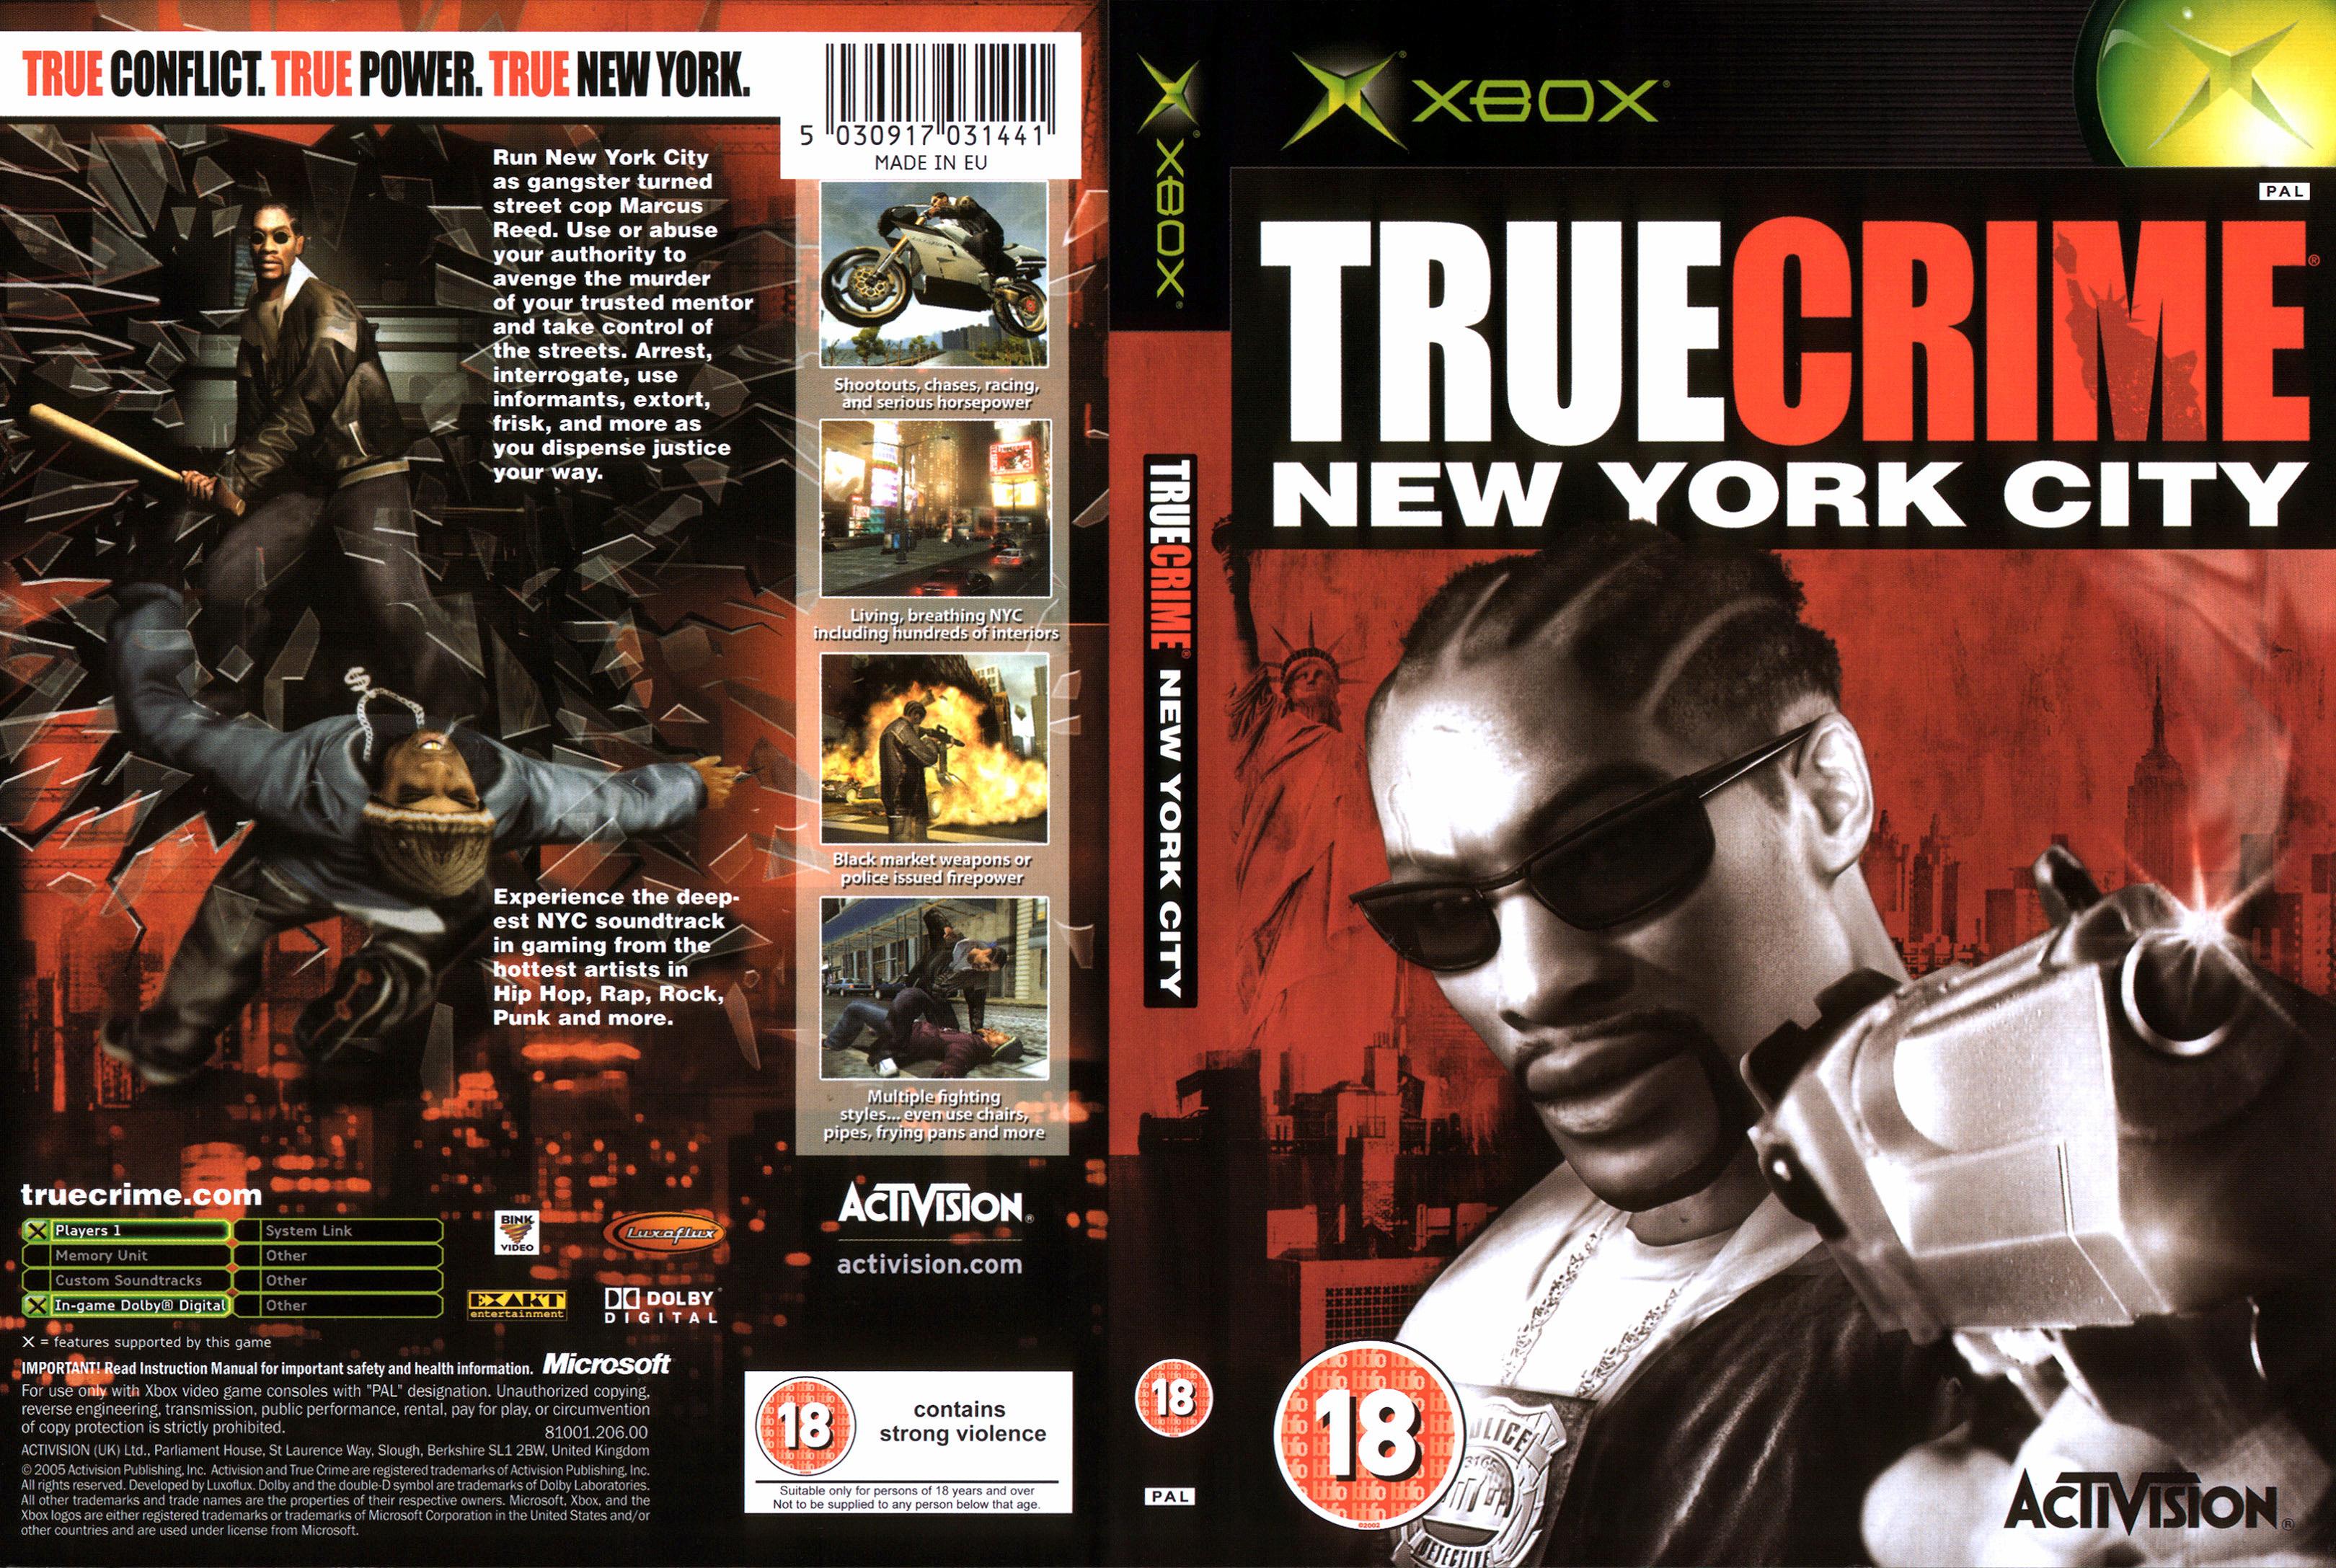 TRUE CONFLICT. TRUE POWER. TRUE NEW YORK.
5 030917 031441
MADE IN EU
Run New York City
as gangster turned
street cop Marcus
Reed. Use or abuse
your authority to
avenge the murder
of your trusted mentor
and take control of
the streets. Arrest,
interrogate, use
informants, extort,
frisk, and more as
you dispense justice
your way.
Experience the deep-
est NYC soundtrack
in gaming from the
hottest artists in
Hip Hop, Rap, Rock,
Punk and more.
Shootouts, chases, racing,
and serious horsepower
Living, breathing NYC
including hundreds of interiors
Black market weapons or
police issued firepower
Multiple fighting
styles... even use chairs,
pipes, frying pans and more
truecrime.com
Players 1
System Link
Memory Unit
Other
Custom Soundtracks
Other
In-game Dolby® Digital
Other
X = features supported by this game
BINK
VIDEO
Luxoflux
EXAKT
entertainment
DOLBY
DIGITAL
ACTIVISION®
activision.com
IMPORTANT! Read Instruction Manual for important safety and health information. Microsoft
For use only with Xbox video game consoles with "PAL" designation. Unauthorized copying,
reverse engineering, transmission, public performance, rental, pay for play, or circumvention
of copy protection is strictly prohibited.
81001.206.00
ACTIVISION (UK) Ltd., Parliament House, St Laurence Way, Slough, Berkshire SL1 2BW, United Kingdom
© 2005 Activision Publishing, Inc. Activision and True Crime are registered trademarks of Activision Publishing, Inc.
All rights reserved. Developed by Luxoflux. Dolby and the double-D symbol are trademarks of Dolby Laboratories.
All other trademarks and trade names are the properties of their respective owners. Microsoft, Xbox, and the
Xbox logos are either registered trademarks or trademarks of Microsoft Corporation in the United States and/or
other countries and are used under license from Microsoft.
18
contains
strong violence
Suitable only for persons of 18 years and over
Not to be supplied to any person below that age.
XBOX®
TRUE CRIME® NEW YORK CITY
18
PAL
XBOX®
PAL
TRUE CRIME®
NEW YORK CITY
18
POLICE
DETECTIVE
ACTIVISION®